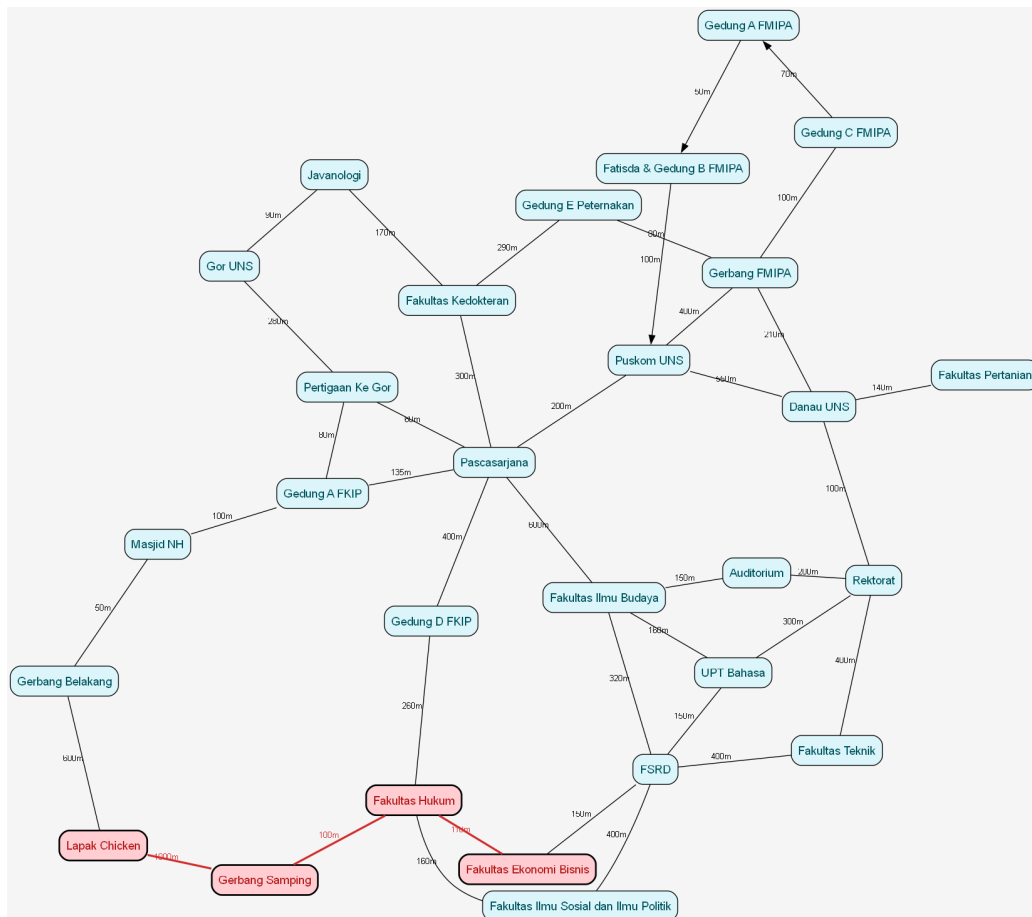 Gedung A FMIPA
70m
50m
Gedung C FMIPA
Fatisda & Gedung B FMIPA
Javanologi
100m
Gedung E Peternakan
90m
170m
290m
80m
100m
Gor UNS
Gerbang FMIPA
Fakultas Kedokteran
400m
280m
210m
Puskom UNS
Fakultas Pertanian
300m
Pertigaan Ke Gor
140m
Danau UNS
200m
80m
Pascasarjana
135m
Gedung A FKIP
100m
100m
600m
400m
Masjid NH
Auditorium
200m
150m
Rektorat
Fakultas Ilmu Budaya
50m
Gedung D FKIP
300m
160m
400m
UPT Bahasa
Gerbang Belakang
320m
260m
150m
Fakultas Teknik
600m
400m
FSRD
Fakultas Hukum
150m
100m
110m
400m
Lapak Chicken
160m
Fakultas Ekonomi Bisnis
Gerbang Samping
Fakultas Ilmu Sosial dan Ilmu Politik